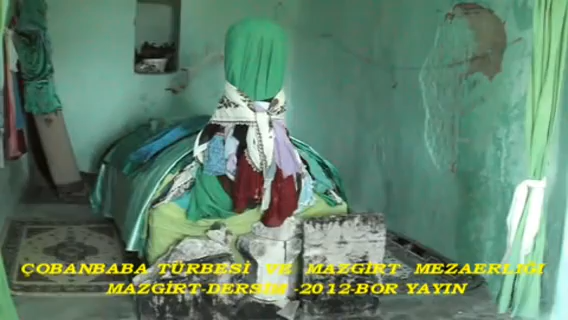 ÇOBANBABA TÜRBESİ VE MAZGİRT MEZAERLIĞI
MAZGİRT-DERSİM -2012-BOR YAYIN